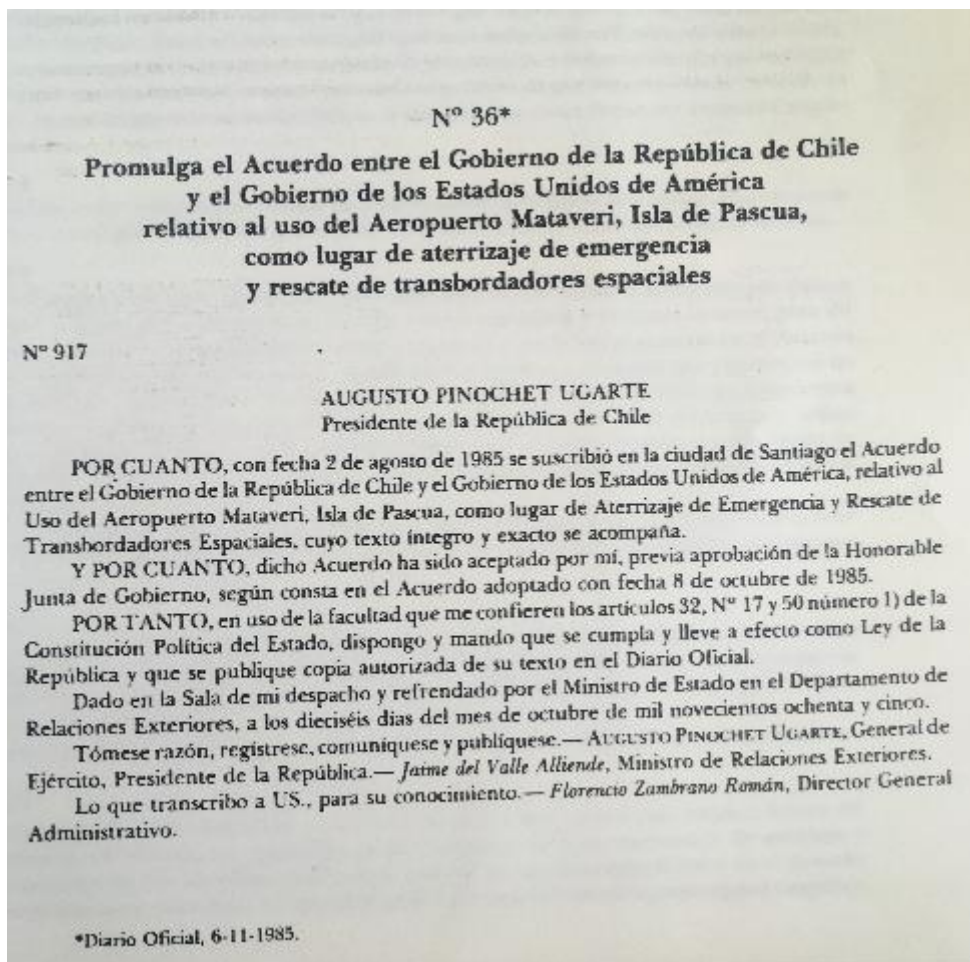 Nº 36*
Promulga el Acuerdo entre el Gobierno de la República de Chile
y el Gobierno de los Estados Unidos de América
relativo al uso del Aeropuerto Mataveri, Isla de Pascua,
como lugar de aterrizaje de emergencia
y rescate de transbordadores espaciales
Nº 917
AUGUSTO PINOCHET UGARTE
Presidente de la República de Chile
POR CUANTO, con fecha 2 de agosto de 1985 se suscribió en la ciudad de Santiago el Acuerdo
entre el Gobierno de la República de Chile y el Gobierno de los Estados Unidos de América, relativo al
Uso del Aeropuerto Mataveri, Isla de Pascua, como lugar de Aterrizaje de Emergencia y Rescate de
Transbordadores Espaciales, cuyo texto íntegro y exacto se acompaña.
Y POR CUANTO, dicho Acuerdo ha sido aceptado por mí, previa aprobación de la Honorable
Junta de Gobierno, según consta en el Acuerdo adoptado con fecha 8 de octubre de 1985.
POR TANTO, en uso de la facultad que me confieren los artículos 32, Nº 17 y 50 número 1) de la
Constitución Política del Estado, dispongo y mando que se cumpla y lleve a efecto como Ley de la
República y que se publique copia autorizada de su texto en el Diario Oficial.
Dado en la Sala de mi despacho y refrendado por el Ministro de Estado en el Departamento de
Relaciones Exteriores, a los dieciséis días del mes de octubre de mil novecientos ochenta y cinco.
Tómese razón, regístrese, comuníquese y publíquese.— AUGUSTO PINOCHET UGARTE, General de
Ejército, Presidente de la República.— Jaime del Valle Alliende, Ministro de Relaciones Exteriores.
Lo que transcribo a US., para su conocimiento.— Florencio Zambrano Román, Director General
Administrativo.
*Diario Oficial, 6-11-1985.